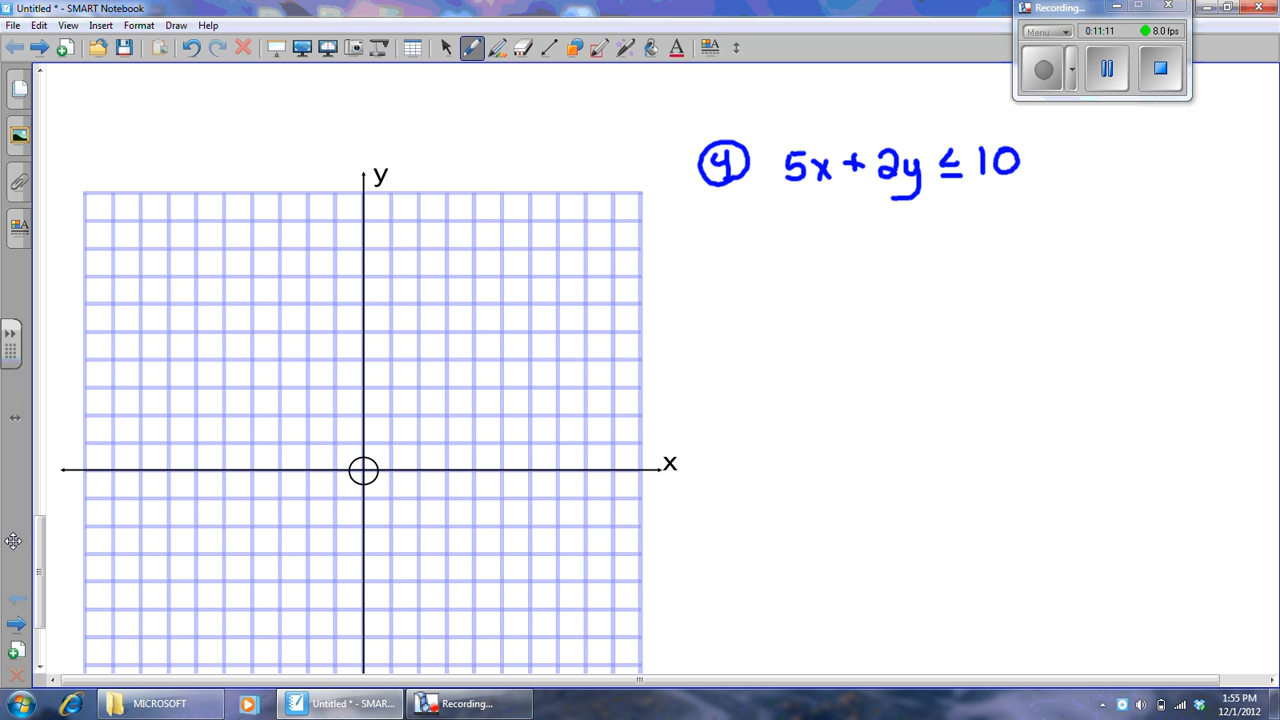 Untitled * - SMART Notebook
File Edit View Insert Format Draw Help
Recording...
Menu 0:11:11 8.0 fps
④ 5x + 2y ≤ 10
y
x
MICROSOFT
Untitled * - SMAR...
Recording...
1:55 PM
12/1/2012